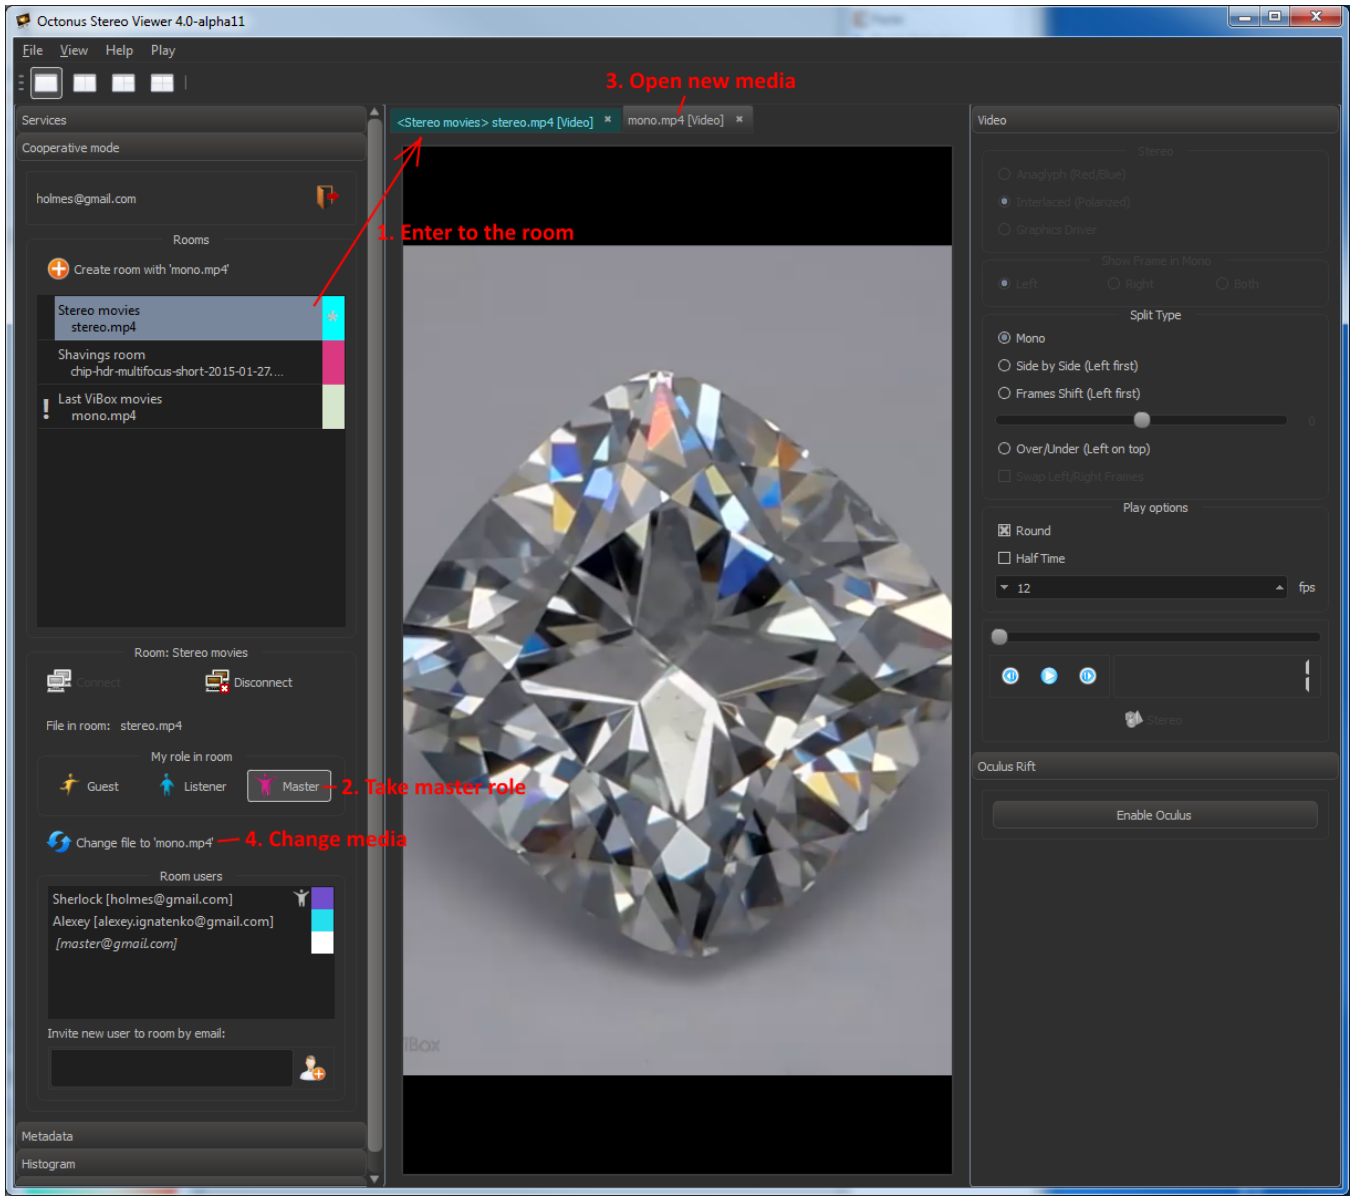 Octonus Stereo Viewer 4.0-alpha11
File View Help Play
3. Open new media
Services
Cooperative mode
holmes@gmail.com
Rooms
Create room with 'mono.mp4'
Stereo movies
stereo.mp4
*
Shavings room
chip-hdr-multifocus-short-2015-01-27....
! Last ViBox movies
mono.mp4
Room: Stereo movies
Connect Disconnect
File in room: stereo.mp4
My role in room
Guest Listener Master
2. Take master role
Change file to 'mono.mp4'
4. Change media
Room users
Sherlock [holmes@gmail.com]
Alexey [alexey.ignatenko@gmail.com]
[master@gmail.com]
Invite new user to room by email:
Metadata
Histogram
<Stereo movies> stereo.mp4 [Video] mono.mp4 [Video]
1. Enter to the room
iBox
Video
Stereo
Anaglyph (Red/Blue)
Interlaced (Polarized)
Graphics Driver
Show Frame in Mono
Left Right Both
Split Type
Mono
Side by Side (Left first)
Frames Shift (Left first)
0
Over/Under (Left on top)
Swap Left/Right Frames
Play options
Round
Half Time
12 fps
Stereo
Oculus Rift
Enable Oculus